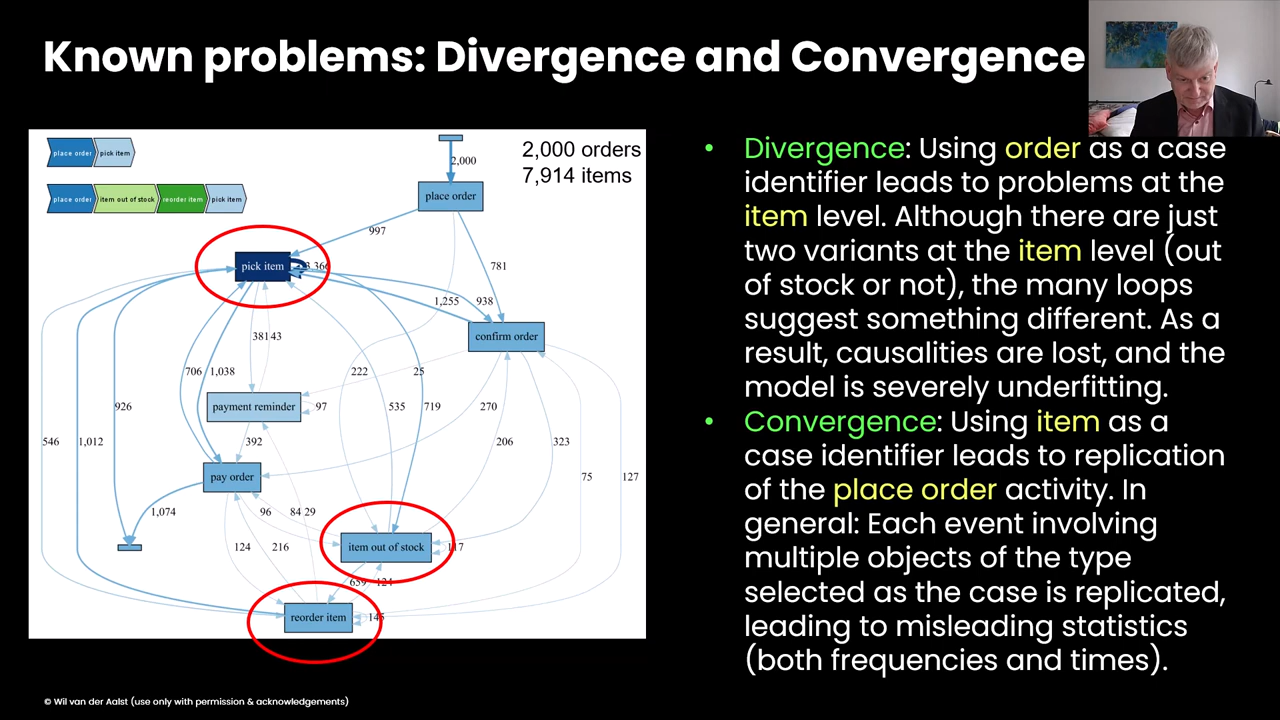 Known problems: Divergence and Convergence
place order
pick item
place order
item out of stock
reorder item
pick item
2,000 orders
7,914 items
2,000
place order
997
781
pick item
3,366
1,255
938
confirm order
381
43
706
1,038
222
25
payment reminder
97
926
535
719
270
546
1,012
392
206
323
pay order
75
127
1,074
96
84
29
124
216
item out of stock
117
659
124
reorder item
145
• Divergence: Using order as a case
identifier leads to problems at the
item level. Although there are just
two variants at the item level (out
of stock or not), the many loops
suggest something different. As a
result, causalities are lost, and the
model is severely underfitting.
• Convergence: Using item as a
case identifier leads to replication
of the place order activity. In
general: Each event involving
multiple objects of the type
selected as the case is replicated,
leading to misleading statistics
(both frequencies and times).
© Wil van der Aalst (use only with permission & acknowledgements)